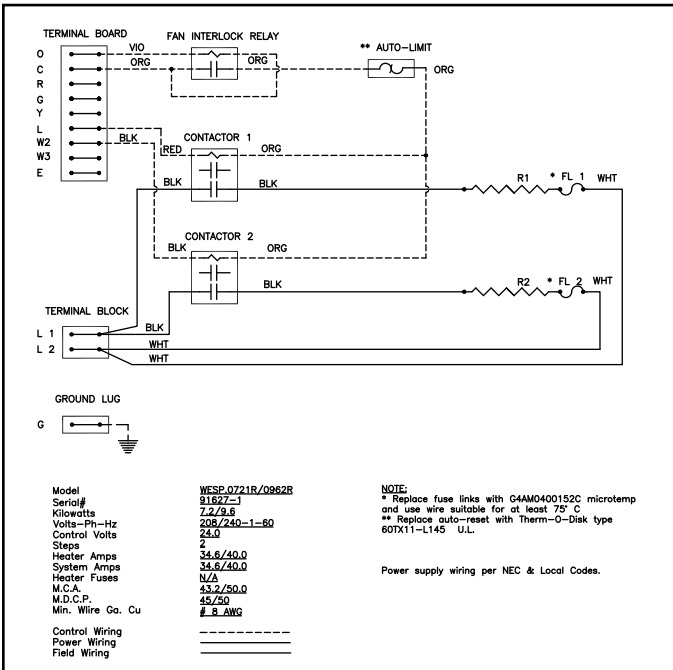 TERMINAL BOARD
FAN INTERLOCK RELAY
** AUTO-LIMIT
O
VIO
C
ORG
ORG
ORG
R
G
Y
L
W2
BLK
W3
E
CONTACTOR 1
RED
ORG
BLK
BLK
R1
* FL 1
WHT
CONTACTOR 2
BLK
ORG
BLK
R2
* FL 2
WHT
TERMINAL BLOCK
L 1
BLK
L 2
WHT
WHT
GROUND LUG
G
Model WESP.0721R/0962R
Serial# 91627-1
Kilowatts 7.2/9.6
Volts-Ph-Hz 208/240-1-60
Control Volts 24.0
Steps 2
Heater Amps 34.6/40.0
System Amps 34.6/40.0
Heater Fuses N/A
M.C.A. 43.2/50.0
M.D.C.P. 45/50
Min. Wlire Ga. Cu # 8 AWG
Control Wiring
Power Wiring
Field Wiring
NOTE:
* Replace fuse links with G4AM0400152C microtemp
and use wire suitable for at least 75° C
** Replace auto-reset with Therm-O-Disk type
60TX11-L145 U.L.
Power supply wiring per NEC & Local Codes.